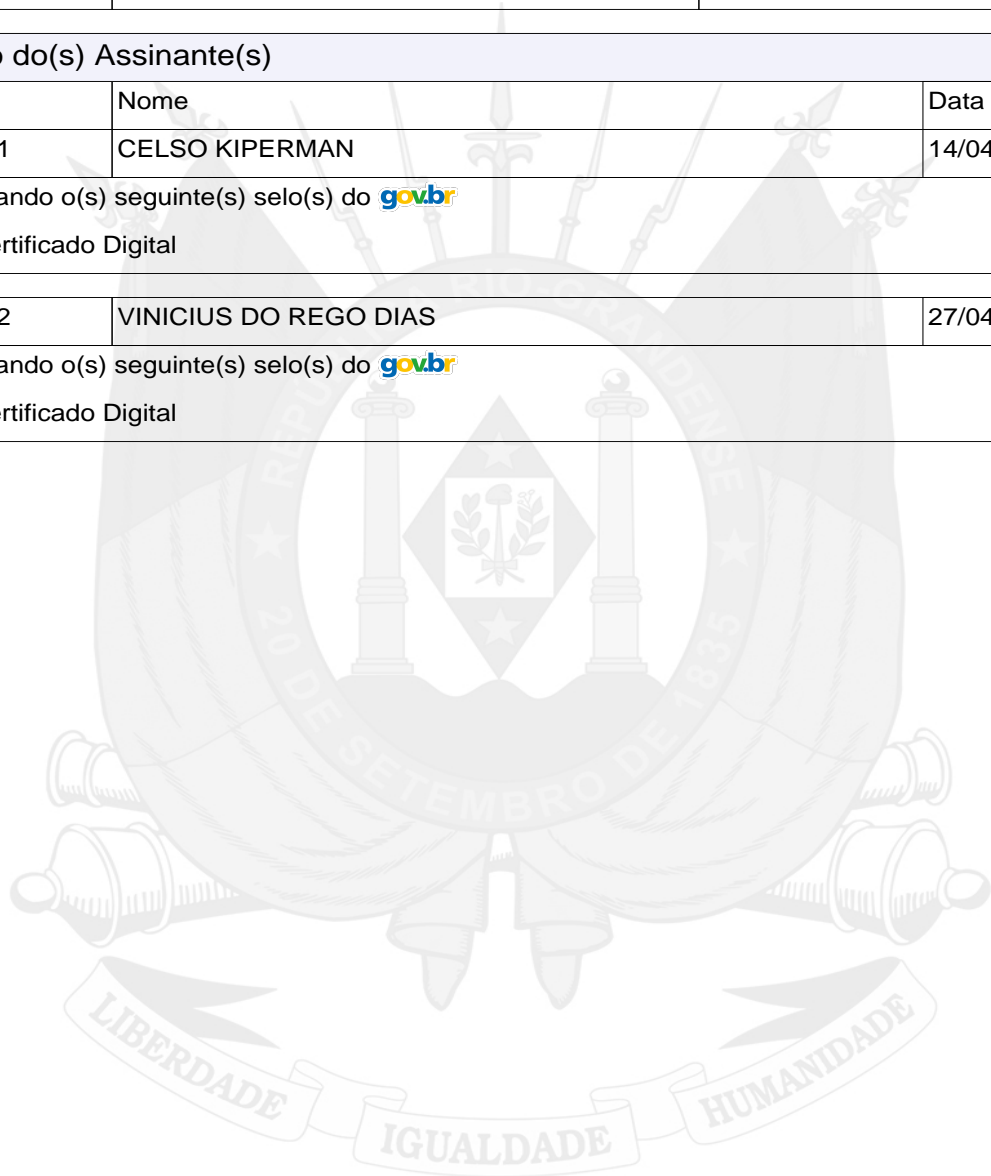 o do(s) Assinante(s)
Nome Data
1 CELSO KIPERMAN 14/04
ando o(s) seguinte(s) selo(s) do gov.br
ertificado Digital
2 VINICIUS DO REGO DIAS 27/04
ando o(s) seguinte(s) selo(s) do gov.br
ertificado Digital
REPÚBLICA RIO-GRANDENSE
20 DE SETEMBRO DE 1835
LIBERDADE IGUALDADE HUMANIDADE